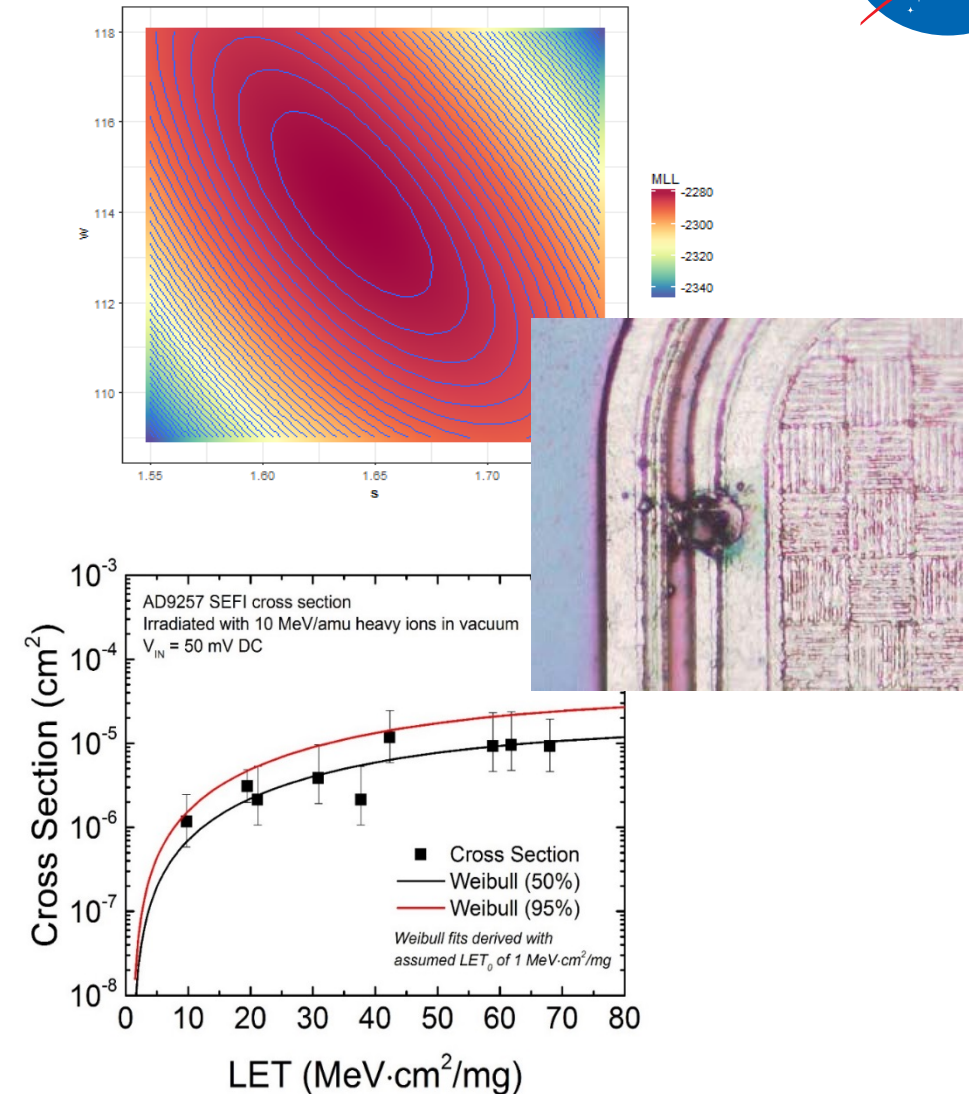 118
116
114
112
110
w
1.55
1.60
1.65
1.70
s
MLL
-2280
-2300
-2320
-2340
10⁻³
10⁻⁴
10⁻⁵
10⁻⁶
10⁻⁷
10⁻⁸
Cross Section (cm²)
AD9257 SEFI cross section
Irradiated with 10 MeV/amu heavy ions in vacuum
V_IN = 50 mV DC
Cross Section
Weibull (50%)
Weibull (95%)
Weibull fits derived with
assumed LET₀ of 1 MeV·cm²/mg
0 10 20 30 40 50 60 70 80
LET (MeV·cm²/mg)